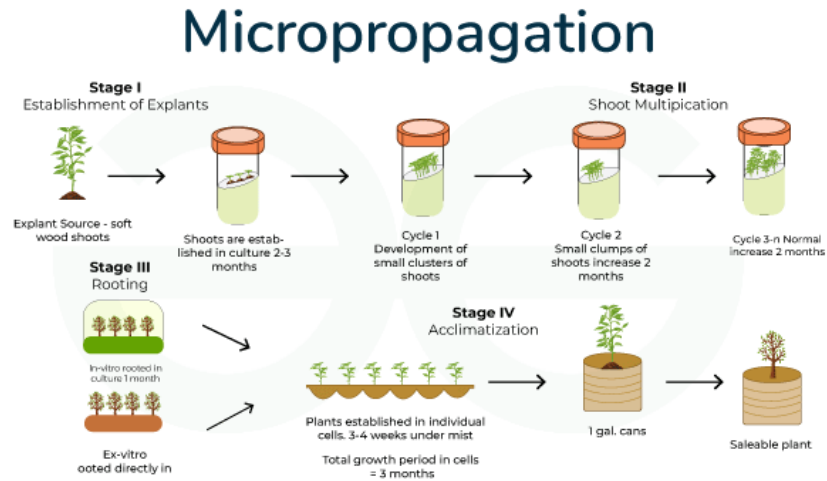 Micropropagation
Stage I
Establishment of Explants
Stage II
Shoot Multipication
Explant Source - soft
wood shoots
Shoots are estab-
lished in culture 2-3
months
Cycle 1
Development of
small clusters of
shoots
Cycle 2
Small clumps of
shoots increase 2
months
Cycle 3-n Normal
increase 2 months
Stage III
Rooting
In-vitro rooted in
culture 1 month
Ex-vitro
ooted directly in
Stage IV
Acclimatization
Plants established in individual
cells. 3-4 weeks under mist
Total growth period in cells
= 3 months
1 gal. cans
Saleable plant